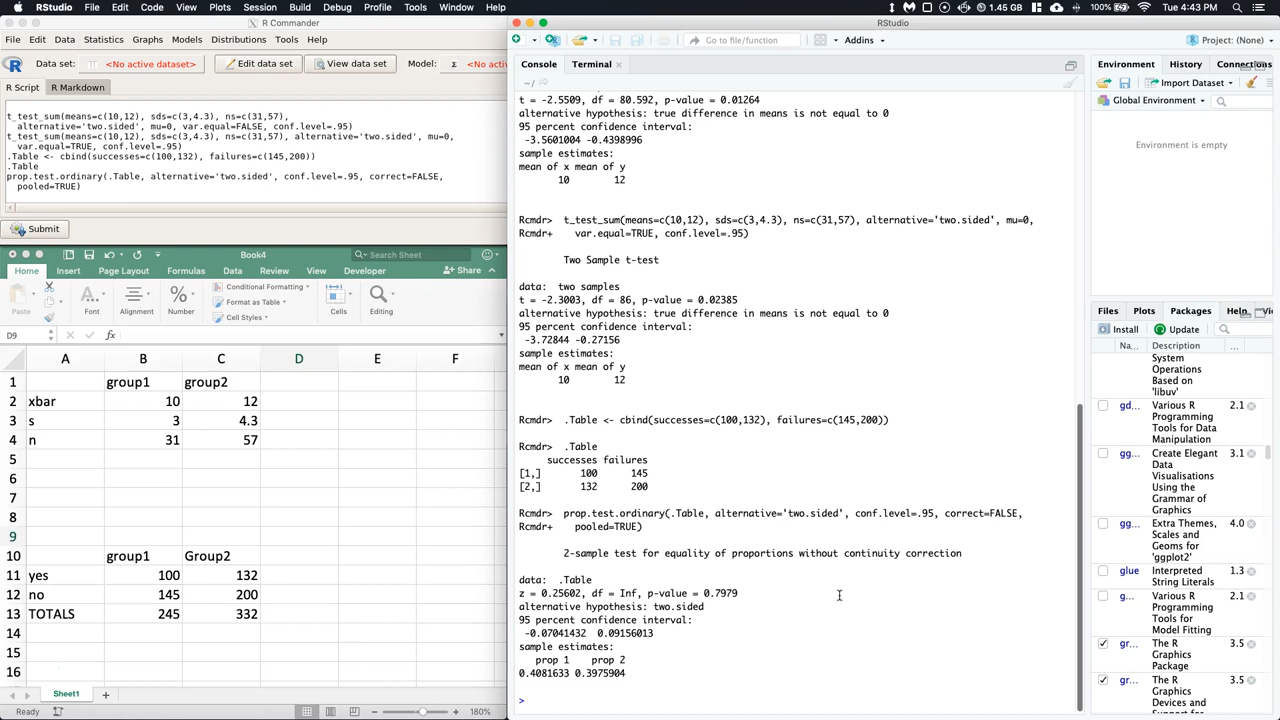 RStudio File Edit Code View Plots Session Build Debug Profile Tools Help 1.45 GB 100% Tue 4:43 PM
R Commander
File Edit Data Statistics Graphs Models Distributions Tools Help
Data set: <No active dataset> Edit data set View data set Model: Σ <No active
R Script R Markdown
t_test_sum(means=c(10,12), sds=c(3,4.3), ns=c(31,57),
alternative='two.sided', mu=0, var.equal=FALSE, conf.level=.95)
t_test_sum(means=c(10,12), sds=c(3,4.3), ns=c(31,57), alternative='two.sided', mu=0,
var.equal=TRUE, conf.level=.95)
.Table <- cbind(successes=c(100,132), failures=c(145,200))
.Table
prop.test.ordinary(.Table, alternative='two.sided', conf.level=.95, correct=FALSE,
pooled=TRUE)
Submit
Book4 Search Sheet
Home Insert Page Layout Formulas Data Review View Developer Share
Paste Font Alignment Number Conditional Formatting Format as Table Cell Styles Cells Editing
D9 fx
A B C D E F
1 group1 group2
2 xbar 10 12
3 s 3 4.3
4 n 31 57
5
6
7
8
9
10 group1 Group2
11 yes 100 132
12 no 145 200
13 TOTALS 245 332
14
15
16
Sheet1
Ready 180%
RStudio
Go to file/function Addins Project: (None)
Console Terminal
~/
t = -2.5509, df = 80.592, p-value = 0.01264
alternative hypothesis: true difference in means is not equal to 0
95 percent confidence interval:
-3.5601004 -0.4398996
sample estimates:
mean of x mean of y
10 12
Rcmdr> t_test_sum(means=c(10,12), sds=c(3,4.3), ns=c(31,57), alternative='two.sided', mu=0,
Rcmdr+ var.equal=TRUE, conf.level=.95)
Two Sample t-test
data: two samples
t = -2.3003, df = 86, p-value = 0.02385
alternative hypothesis: true difference in means is not equal to 0
95 percent confidence interval:
-3.72844 -0.27156
sample estimates:
mean of x mean of y
10 12
Rcmdr> .Table <- cbind(successes=c(100,132), failures=c(145,200))
Rcmdr> .Table
successes failures
[1,] 100 145
[2,] 132 200
Rcmdr> prop.test.ordinary(.Table, alternative='two.sided', conf.level=.95, correct=FALSE,
Rcmdr+ pooled=TRUE)
2-sample test for equality of proportions without continuity correction
data: .Table
z = 0.25602, df = Inf, p-value = 0.7979
alternative hypothesis: two.sided
95 percent confidence interval:
-0.07041432 0.09156013
sample estimates:
prop 1 prop 2
0.4081633 0.3975904
>
Environment History Connections
Import Dataset
Global Environment
Environment is empty
Files Plots Packages Help
Install Update
Na... Description ...
System
Operations
Based on
'libuv'
gd... Various R 2.1
Programming
Tools for Data
Manipulation
gg... Create Elegant 3.1
Data
Visualisations
Using the
Grammar of
Graphics
gg... Extra Themes, 4.0
Scales and
Geoms for
'ggplot2'
glue Interpreted 1.3
String Literals
gr... Various R 2.1
Programming
Tools for
Model Fitting
gr... The R 3.5
Graphics
Package
gr... The R 3.5
Graphics
Devices and